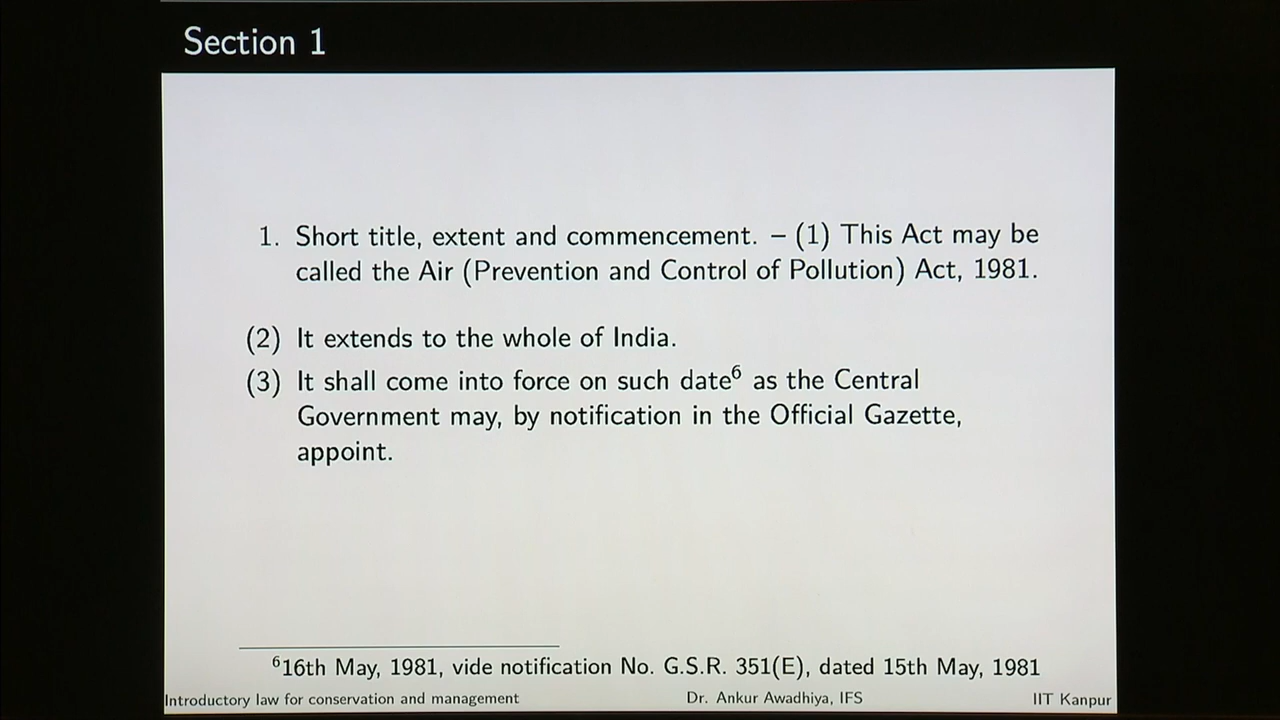 Section 1
1. Short title, extent and commencement. – (1) This Act may be
called the Air (Prevention and Control of Pollution) Act, 1981.
(2) It extends to the whole of India.
(3) It shall come into force on such date⁶ as the Central
Government may, by notification in the Official Gazette,
appoint.
⁶16th May, 1981, vide notification No. G.S.R. 351(E), dated 15th May, 1981
Introductory law for conservation and management Dr. Ankur Awadhiya, IFS IIT Kanpur